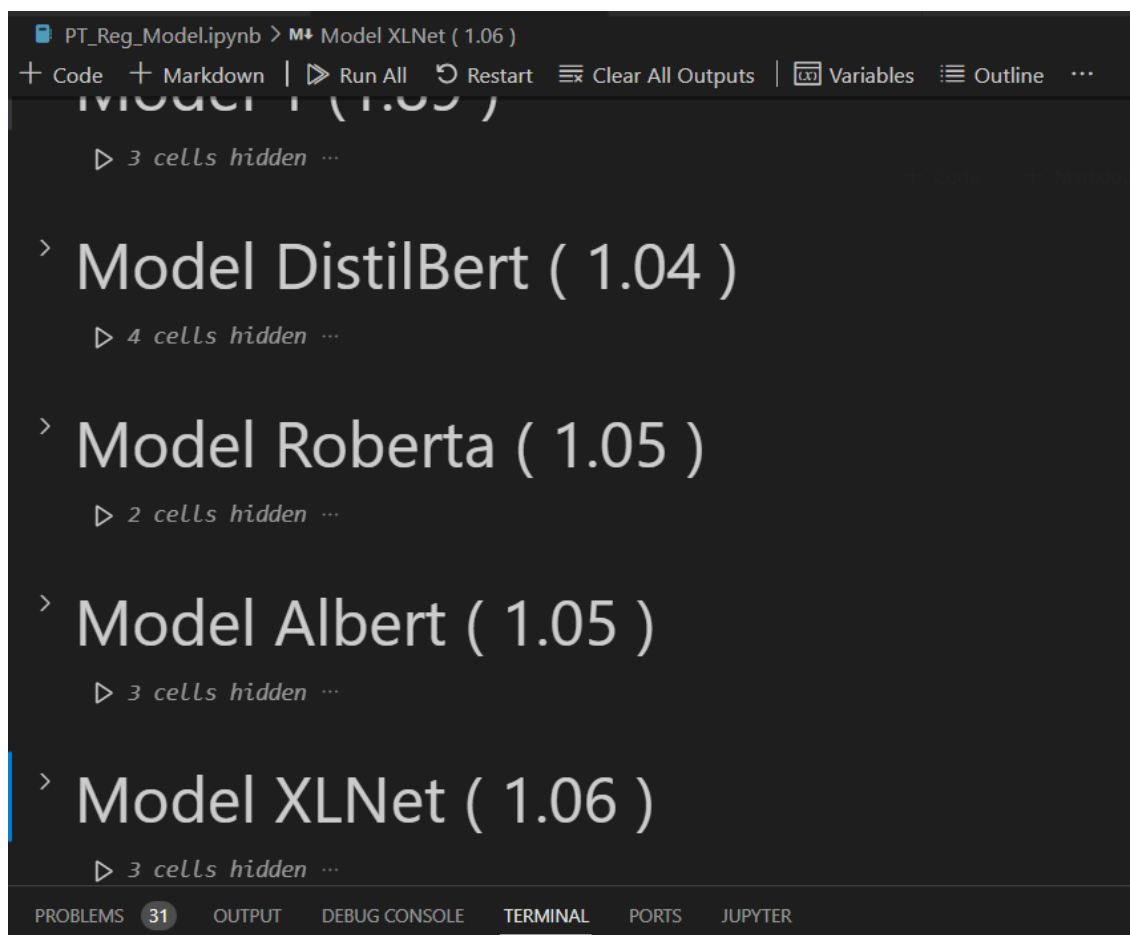 PT_Reg_Model.ipynb > M↓ Model XLNet ( 1.06 )
+ Code + Markdown | Run All Restart Clear All Outputs | Variables Outline ...
Model
3 cells hidden ...
Model DistilBert ( 1.04 )
4 cells hidden ...
Model Roberta ( 1.05 )
2 cells hidden ...
Model Albert ( 1.05 )
3 cells hidden ...
Model XLNet ( 1.06 )
3 cells hidden ...
PROBLEMS 31 OUTPUT DEBUG CONSOLE TERMINAL PORTS JUPYTER